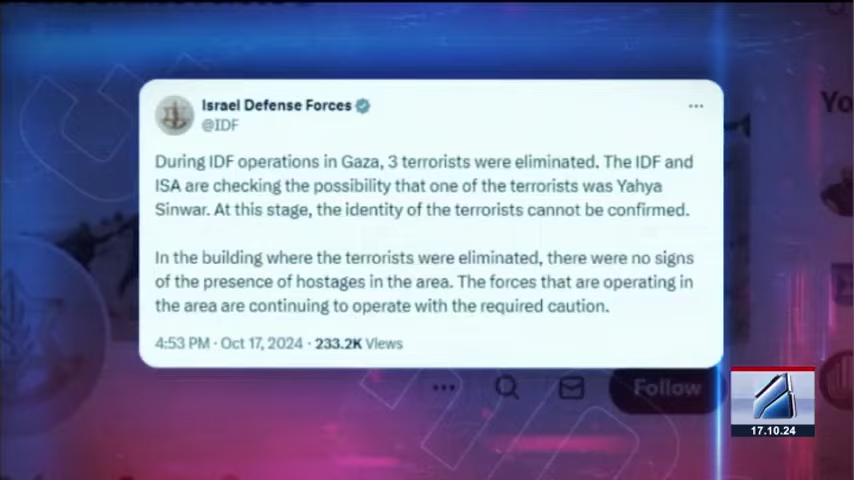 Israel Defense Forces
@IDF
During IDF operations in Gaza, 3 terrorists were eliminated. The IDF and
ISA are checking the possibility that one of the terrorists was Yahya
Sinwar. At this stage, the identity of the terrorists cannot be confirmed.
In the building where the terrorists were eliminated, there were no signs
of the presence of hostages in the area. The forces that are operating in
the area are continuing to operate with the required caution.
4:53 PM · Oct 17, 2024 · 233.2K Views
Follow
17.10.24